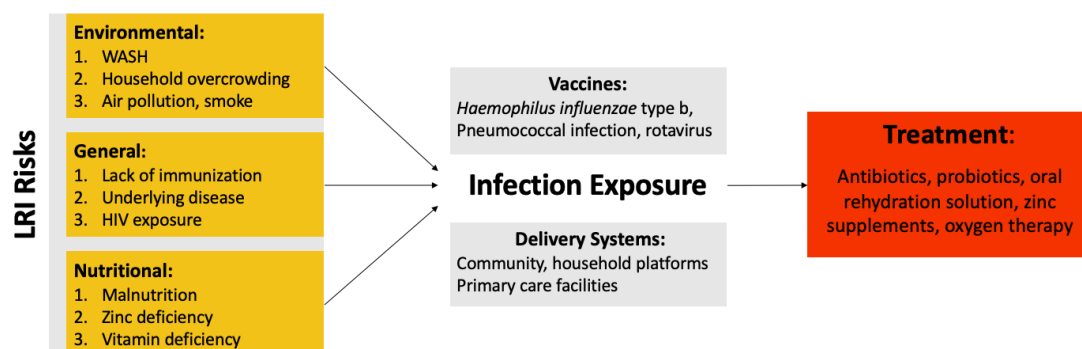 LRI Risks
Environmental:
1. WASH
2. Household overcrowding
3. Air pollution, smoke
General:
1. Lack of immunization
2. Underlying disease
3. HIV exposure
Nutritional:
1. Malnutrition
2. Zinc deficiency
3. Vitamin deficiency
Vaccines:
Haemophilus influenzae type b,
Pneumococcal infection, rotavirus
Infection Exposure
Delivery Systems:
Community, household platforms
Primary care facilities
Treatment:
Antibiotics, probiotics, oral
rehydration solution, zinc
supplements, oxygen therapy